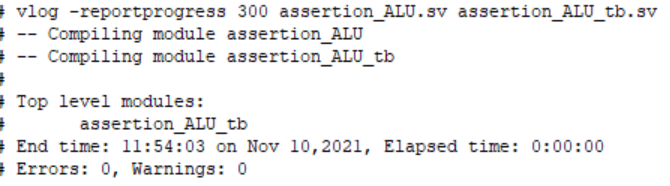 # vlog -reportprogress 300 assertion_ALU.sv assertion_ALU_tb.sv
# -- Compiling module assertion_ALU
# -- Compiling module assertion_ALU_tb
#
# Top level modules:
# 	assertion_ALU_tb
# End time: 11:54:03 on Nov 10,2021, Elapsed time: 0:00:00
# Errors: 0, Warnings: 0